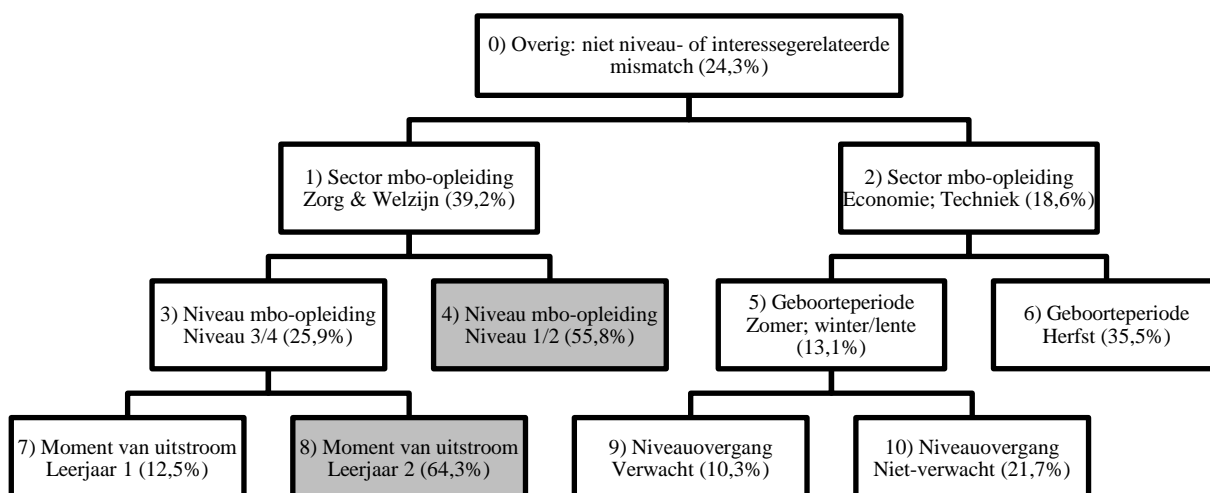 0) Overig: niet niveau- of interessegerelateerde
mismatch (24,3%)
1) Sector mbo-opleiding
Zorg & Welzijn (39,2%)
2) Sector mbo-opleiding
Economie; Techniek (18,6%)
3) Niveau mbo-opleiding
Niveau 3/4 (25,9%)
4) Niveau mbo-opleiding
Niveau 1/2 (55,8%)
5) Geboorteperiode
Zomer; winter/lente
(13,1%)
6) Geboorteperiode
Herfst (35,5%)
7) Moment van uitstroom
Leerjaar 1 (12,5%)
8) Moment van uitstroom
Leerjaar 2 (64,3%)
9) Niveauovergang
Verwacht (10,3%)
10) Niveauovergang
Niet-verwacht (21,7%)